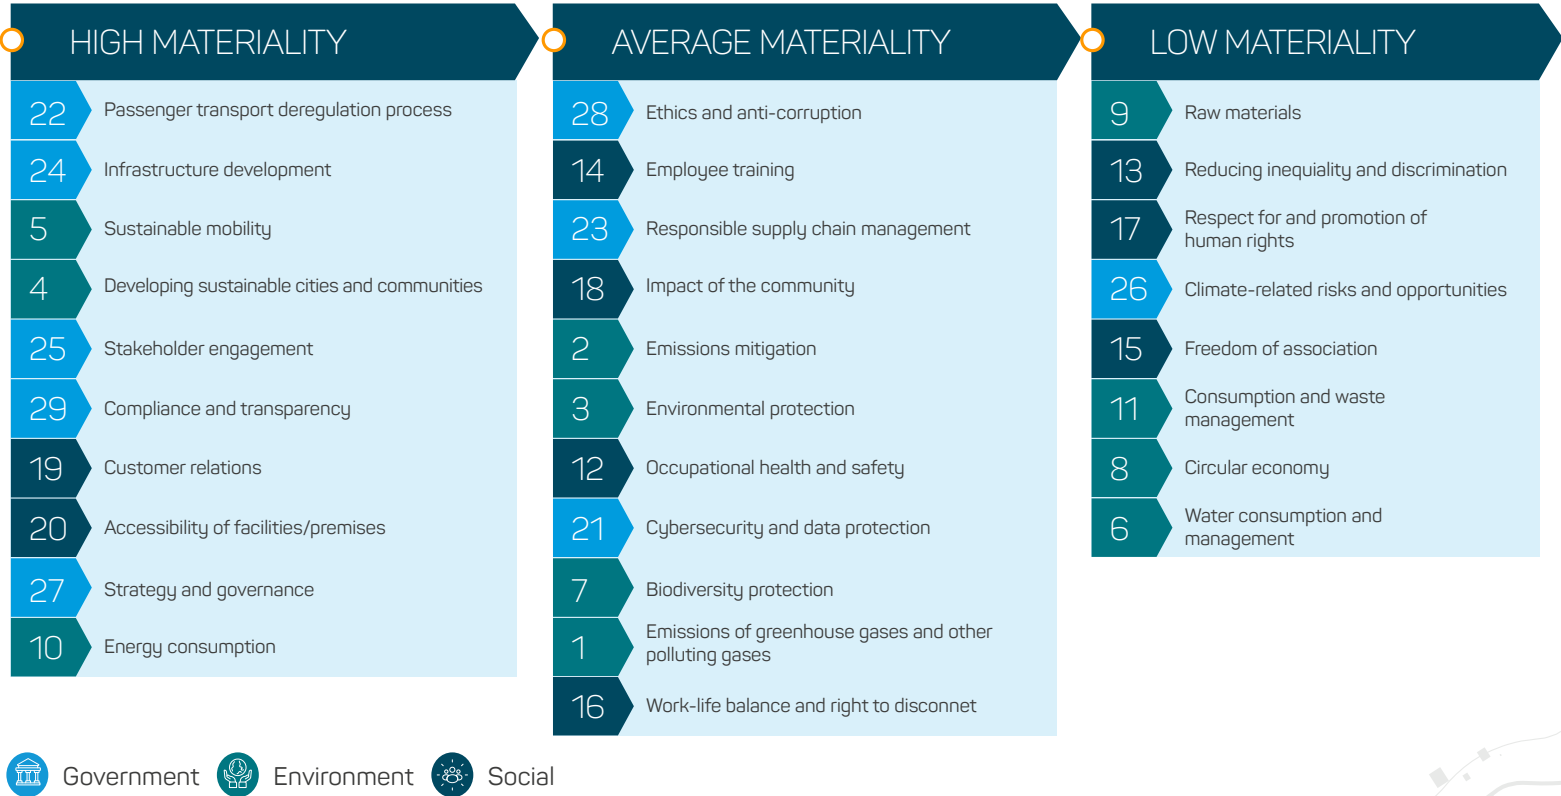 HIGH MATERIALITY
22 Passenger transport deregulation process
24 Infrastructure development
5 Sustainable mobility
4 Developing sustainable cities and communities
25 Stakeholder engagement
29 Compliance and transparency
19 Customer relations
20 Accessibility of facilities/premises
27 Strategy and governance
10 Energy consumption
AVERAGE MATERIALITY
28 Ethics and anti-corruption
14 Employee training
23 Responsible supply chain management
18 Impact of the community
2 Emissions mitigation
3 Environmental protection
12 Occupational health and safety
21 Cybersecurity and data protection
7 Biodiversity protection
1 Emissions of greenhouse gases and other
polluting gases
16 Work-life balance and right to disconnet
LOW MATERIALITY
9 Raw materials
13 Reducing inequiality and discrimination
17 Respect for and promotion of
human rights
26 Climate-related risks and opportunities
15 Freedom of association
11 Consumption and waste
management
8 Circular economy
6 Water consumption and
management
Government Environment Social